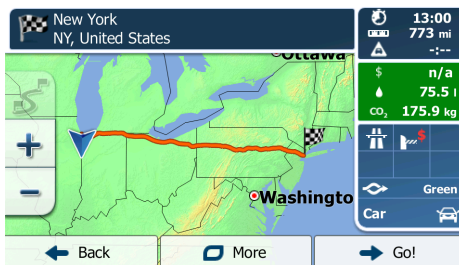 New York
NY, United States
13:00
773 mi
-:--
$ n/a
75.5 l
CO2 175.9 kg
$
Ottawa
Washingto
Green
Car
Back
More
Go!